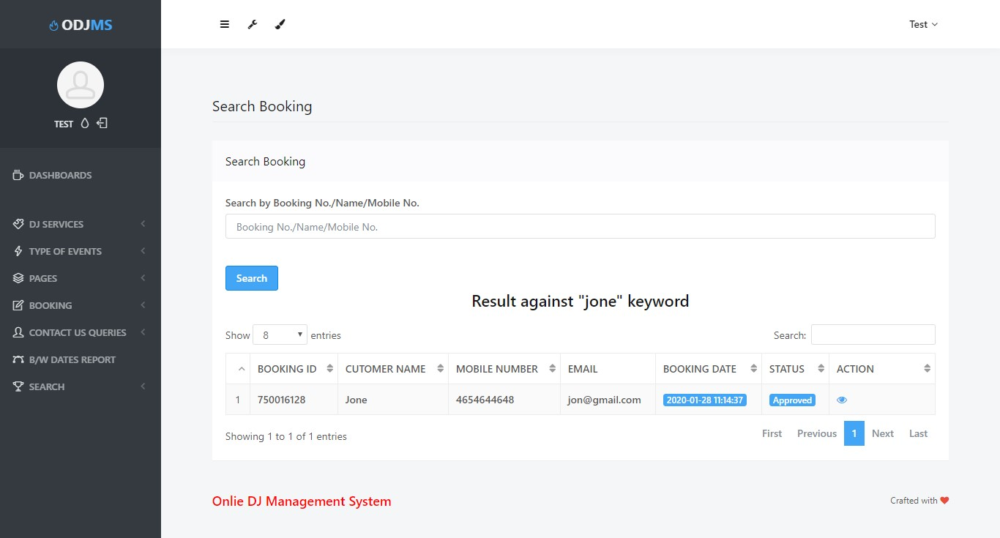 ODJMS
Test
TEST
DASHBOARDS
DJ SERVICES
TYPE OF EVENTS
PAGES
BOOKING
CONTACT US QUERIES
B/W DATES REPORT
SEARCH
Search Booking
Search Booking
Search by Booking No./Name/Mobile No.
Booking No./Name/Mobile No.
Search
Result against "jone" keyword
Show 8 entries Search:
BOOKING ID CUTOMER NAME MOBILE NUMBER EMAIL BOOKING DATE STATUS ACTION
1 750016128 Jone 4654644648 jon@gmail.com 2020-01-28 11:14:37 Approved
Showing 1 to 1 of 1 entries First Previous 1 Next Last
Onlie DJ Management System Crafted with